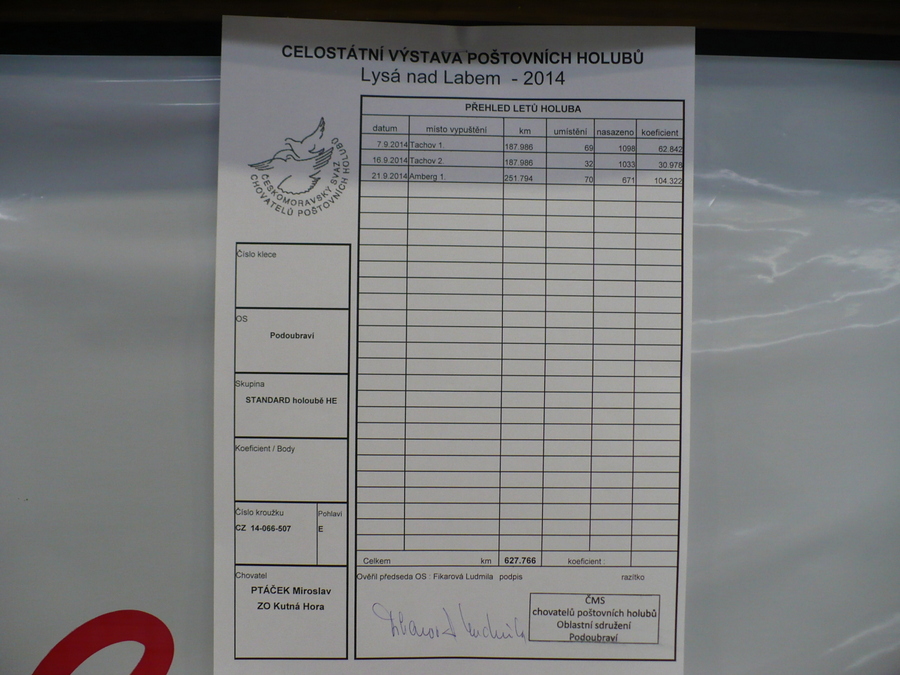 CELOSTÁTNÍ VÝSTAVA POŠTOVNÍCH HOLUBŮ
Lysá nad Labem - 2014
ČESKOMORAVSKÝ SVAZ
CHOVATELŮ POŠTOVNÍCH HOLUBŮ
PŘEHLED LETŮ HOLUBA
datum místo vypuštění km umístění nasazeno koeficient
7.9.2014 Tachov 1. 187.986 69 1098 62.842
16.9.2014 Tachov 2. 187.986 32 1033 30.978
21.9.2014 Amberg 1. 251.794 70 671 104.322
Číslo klece
OS
Podoubraví
Skupina
STANDARD holoubě HE
Koeficient / Body
Číslo kroužku Pohlaví
CZ 14-066-507 E
Chovatel
PTÁČEK Miroslav
ZO Kutná Hora
Celkem km 627.766 koeficient :
Ověřil předseda OS : Fikarová Ludmila podpis razítko
ČMS
chovatelů poštovních holubů
Oblastní sdružení
Podoubraví